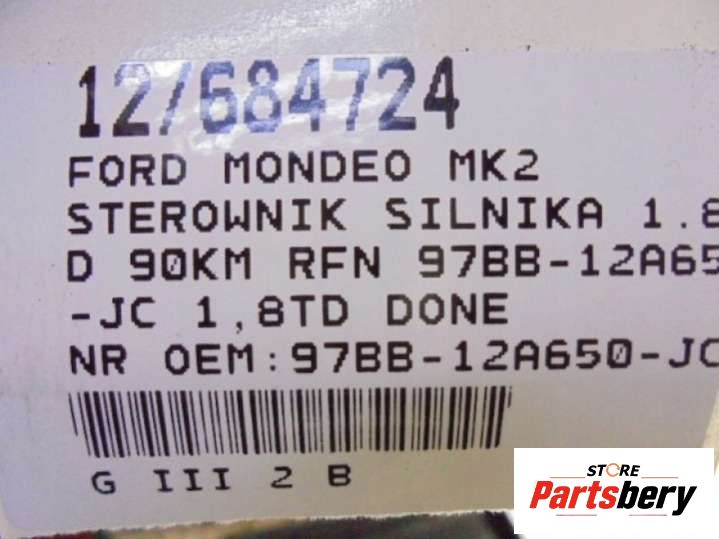 12/684724
FORD MONDEO MK2
STEROWNIK SILNIKA 1.8
D 90KM RFN 97BB-12A65
-JC 1,8TD DONE
NR OEM:97BB-12A650-JC
G III 2 B
STORE
Partsbery